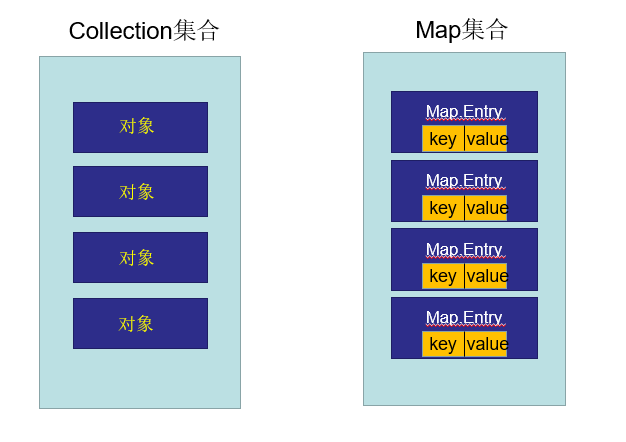 Collection集合
对象
对象
对象
对象
Map集合
Map.Entry
key value
Map.Entry
key value
Map.Entry
key value
Map.Entry
key value